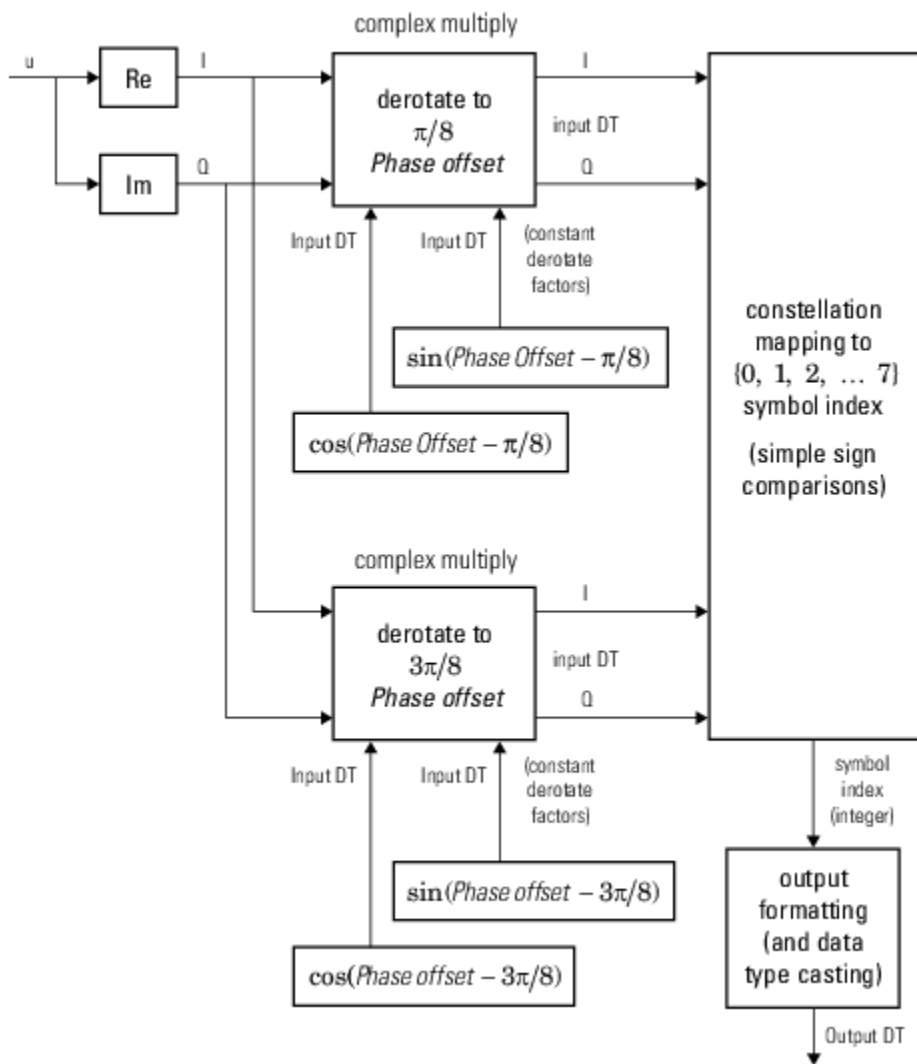 complex multiply
u
Re
I
derotate to
π/8
Phase offset
I
input DT
Q
Im
Q
Input DT
Input DT
(constant
derotate
factors)
sin(Phase Offset − π/8)
cos(Phase Offset − π/8)
constellation
mapping to
{0, 1, 2, … 7}
symbol index
(simple sign
comparisons)
complex multiply
derotate to
3π/8
Phase offset
I
input DT
Q
Input DT
Input DT
(constant
derotate
factors)
sin(Phase offset − 3π/8)
cos(Phase offset − 3π/8)
symbol
index
(integer)
output
formatting
(and data
type casting)
Output DT